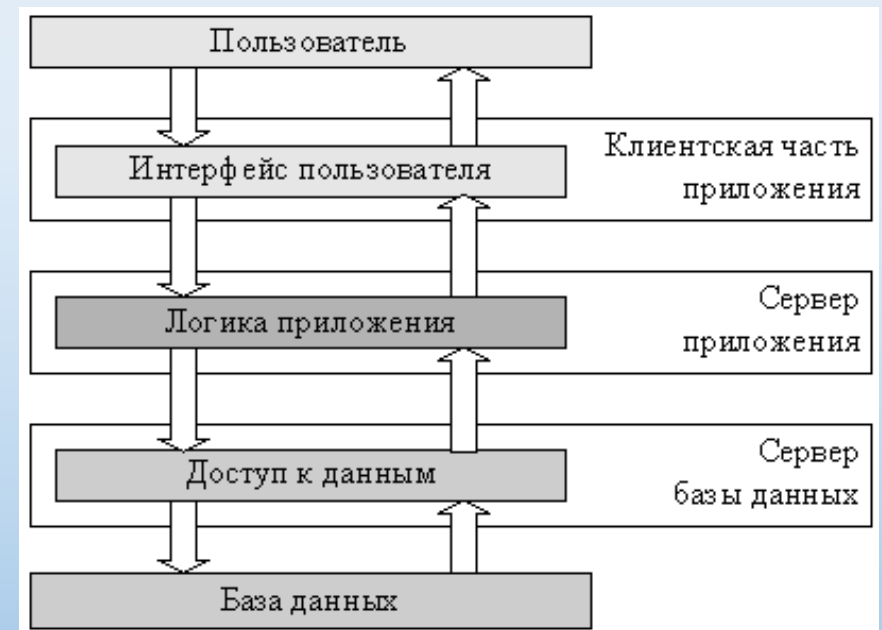 Пользователь
Интерфейс пользователя
Клиентская часть
приложения
Логика приложения
Сервер
приложения
Доступ к данным
Сервер
базы данных
База данных